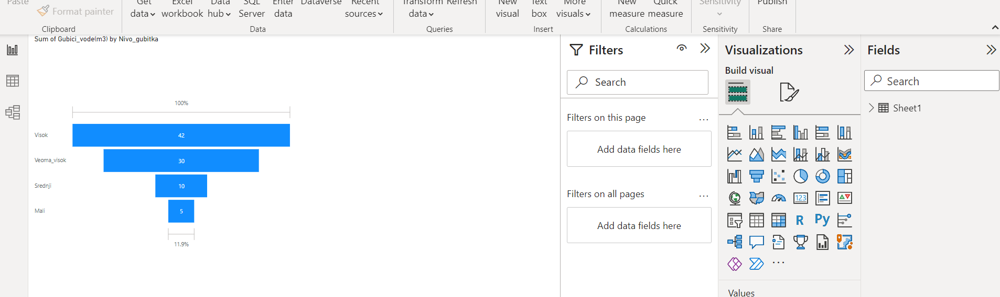 Paste
Format painter
Clipboard
Get data
Excel workbook
Data hub
SQL Server
Enter data
Dataverse
Recent sources
Data
Transform data
Refresh
Queries
New visual
Text box
More visuals
Insert
New measure
Quick measure
Calculations
Sensitivity
Sensitivity
Publish
Share
Sum of Gubici_vode(m3) by Nivo_gubitka
100%
Visok
42
Veoma_visok
30
Srednji
10
Mali
5
11.9%
Filters
Search
Filters on this page
...
Add data fields here
Filters on all pages
...
Add data fields here
Visualizations
Build visual
123
R
Py
...
Values
Fields
Search
Sheet1